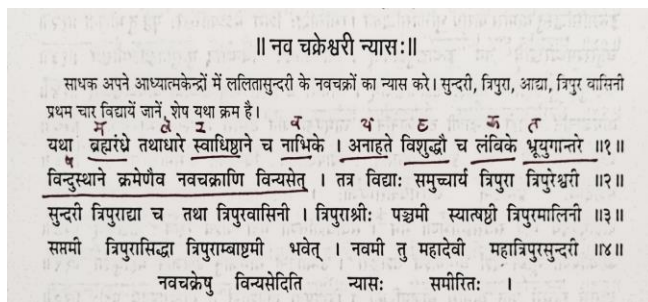 ॥ नव चक्रेश्वरी न्यासः॥
साधक अपने आध्यात्मकेन्द्रों में ललितासुन्दरी के नवचक्रों का न्यास करे। सुन्दरी, त्रिपुरा, आद्या, त्रिपुर वासिनी
प्रथम चार विद्यायें जानें, शेष यथा क्रम है।
यथा ब्रह्मरंध्रे तथाधारे स्वाधिष्ठाने च नाभिके । अनाहते विशुद्धौ च लंविके भ्रूयुगान्तरे ॥१॥
विन्दुस्थाने क्रमेणैव नवचक्राणि विन्यसेत् । तत्र विद्याः समुच्चार्य त्रिपुरा त्रिपुरेश्वरी ॥२॥
सुन्दरी त्रिपुराद्या च तथा त्रिपुरवासिनी । त्रिपुराश्रीः पञ्चमी स्यात्षष्ठी त्रिपुरमालिनी ॥३॥
सप्तमी त्रिपुरासिद्धा त्रिपुराम्बाष्टमी भवेत् । नवमी तु महादेवी महात्रिपुरसुन्दरी ॥४॥
नवचक्रेषु विन्यसेदिति न्यासः समीरितः ।